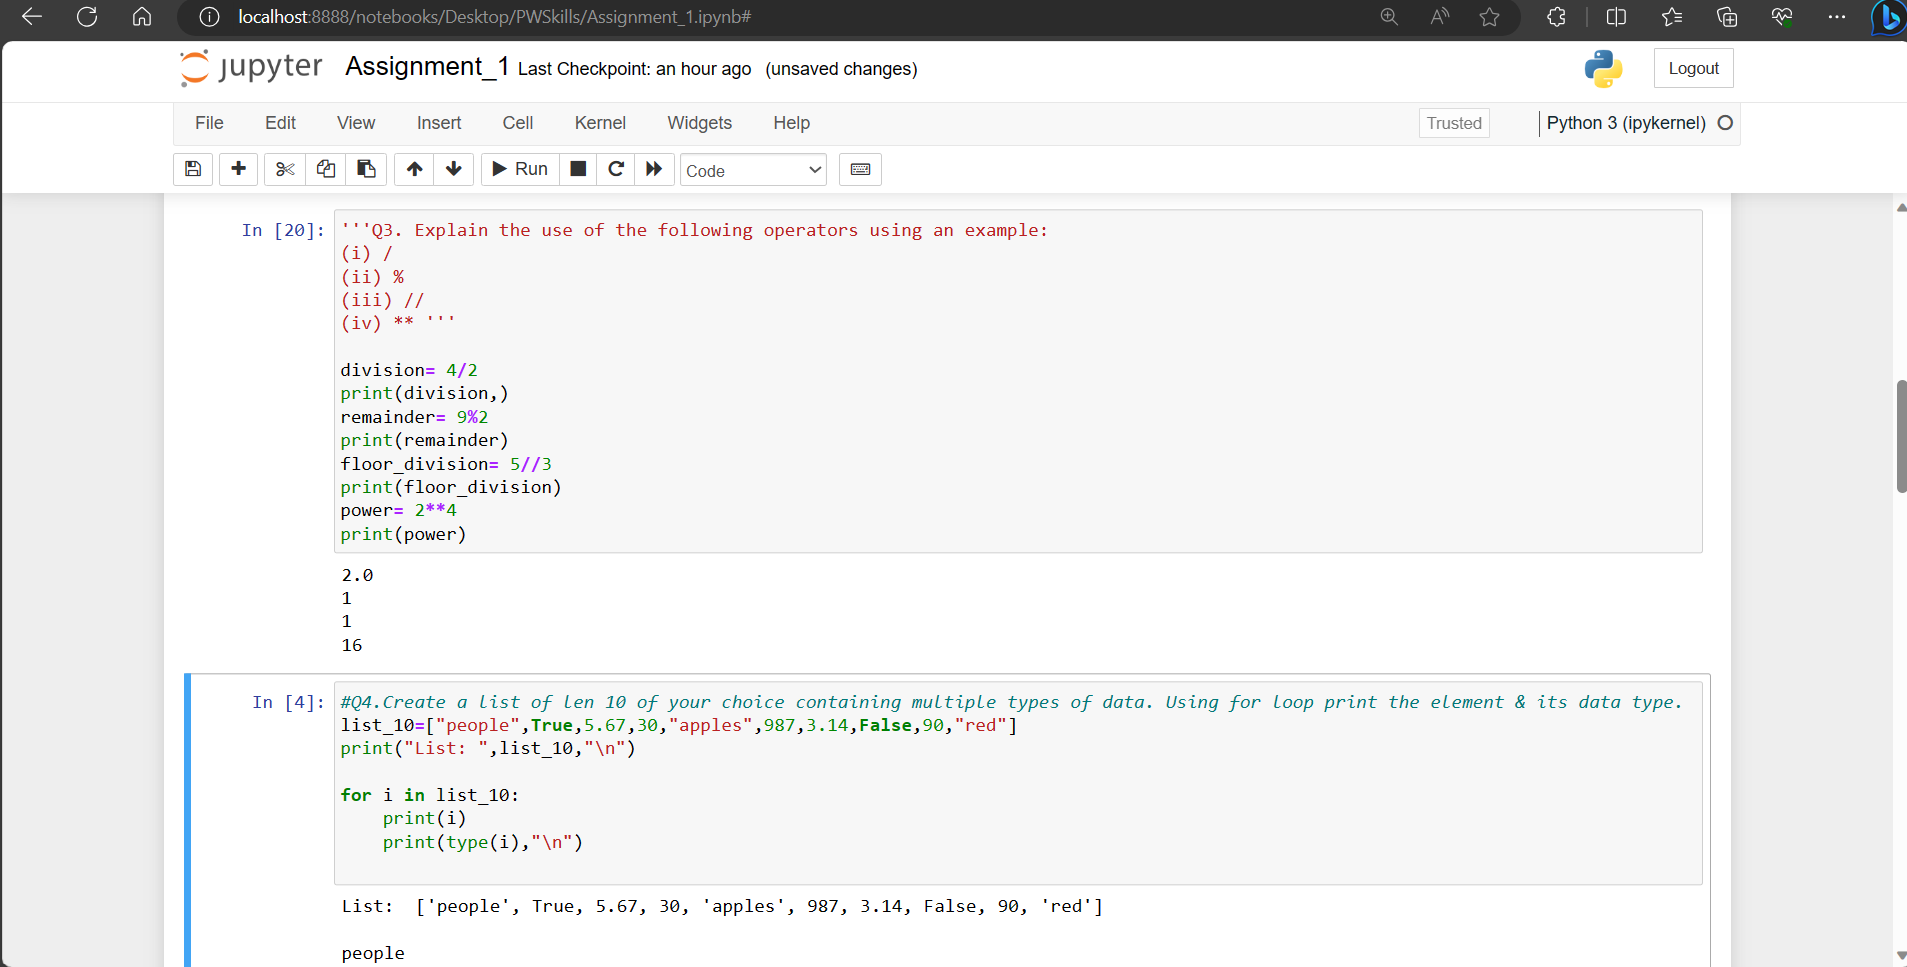 localhost:8888/notebooks/Desktop/PWSkills/Assignment_1.ipynb#
jupyter Assignment_1 Last Checkpoint: an hour ago (unsaved changes)
Logout
File Edit View Insert Cell Kernel Widgets Help
Trusted
Python 3 (ipykernel)
Run
Code
In [20]:
'''Q3. Explain the use of the following operators using an example:
(i) /
(ii) %
(iii) //
(iv) ** '''

division= 4/2
print(division,)
remainder= 9%2
print(remainder)
floor_division= 5//3
print(floor_division)
power= 2**4
print(power)
2.0
1
1
16
In [4]:
#Q4.Create a list of len 10 of your choice containing multiple types of data. Using for loop print the element & its data type.
list_10=["people",True,5.67,30,"apples",987,3.14,False,90,"red"]
print("List: ",list_10,"\n")

for i in list_10:
    print(i)
    print(type(i),"\n")
List:  ['people', True, 5.67, 30, 'apples', 987, 3.14, False, 90, 'red']

people